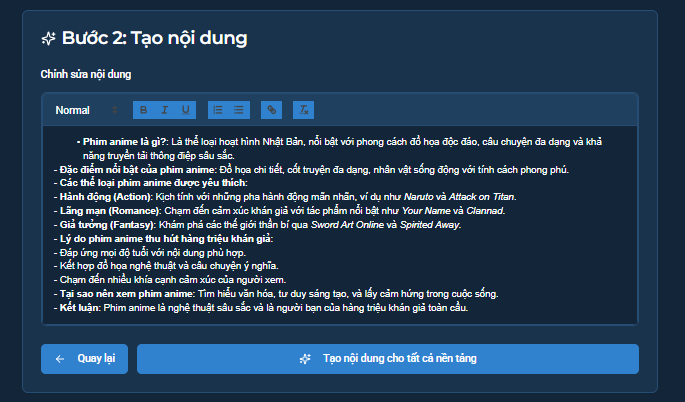 Bước 2: Tạo nội dung
Chỉnh sửa nội dung
Normal
- Phim anime là gì?: Là thể loại hoạt hình Nhật Bản, nổi bật với phong cách đồ họa độc đáo, câu chuyện đa dạng và khả
năng truyền tải thông điệp sâu sắc.
- Đặc điểm nổi bật của phim anime: Đồ họa chi tiết, cốt truyện đa dạng, nhân vật sống động với tính cách phong phú.
- Các thể loại phim anime được yêu thích:
- Hành động (Action): Kịch tính với những pha hành động mãn nhãn, ví dụ như Naruto và Attack on Titan.
- Lãng mạn (Romance): Chạm đến cảm xúc khán giả với tác phẩm nổi bật như Your Name và Clannad.
- Giả tưởng (Fantasy): Khám phá các thế giới thần bí qua Sword Art Online và Spirited Away.
- Lý do phim anime thu hút hàng triệu khán giả:
- Đáp ứng mọi độ tuổi với nội dung phù hợp.
- Kết hợp đồ họa nghệ thuật và câu chuyện ý nghĩa.
- Chạm đến nhiều khía cạnh cảm xúc của người xem.
- Tại sao nên xem phim anime: Tìm hiểu văn hóa, tư duy sáng tạo, và lấy cảm hứng trong cuộc sống.
- Kết luận: Phim anime là nghệ thuật sâu sắc và là người bạn của hàng triệu khán giả toàn cầu.
Quay lại
Tạo nội dung cho tất cả nền tảng